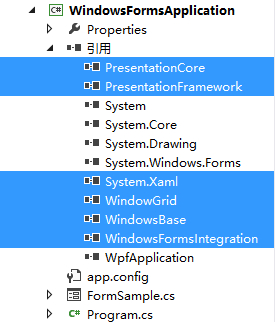 C# WindowsFormsApplication
Properties
引用
PresentationCore
PresentationFramework
System
System.Core
System.Drawing
System.Windows.Forms
System.Xaml
WindowGrid
WindowsBase
WindowsFormsIntegration
WpfApplication
app.config
FormSample.cs
C# Program.cs